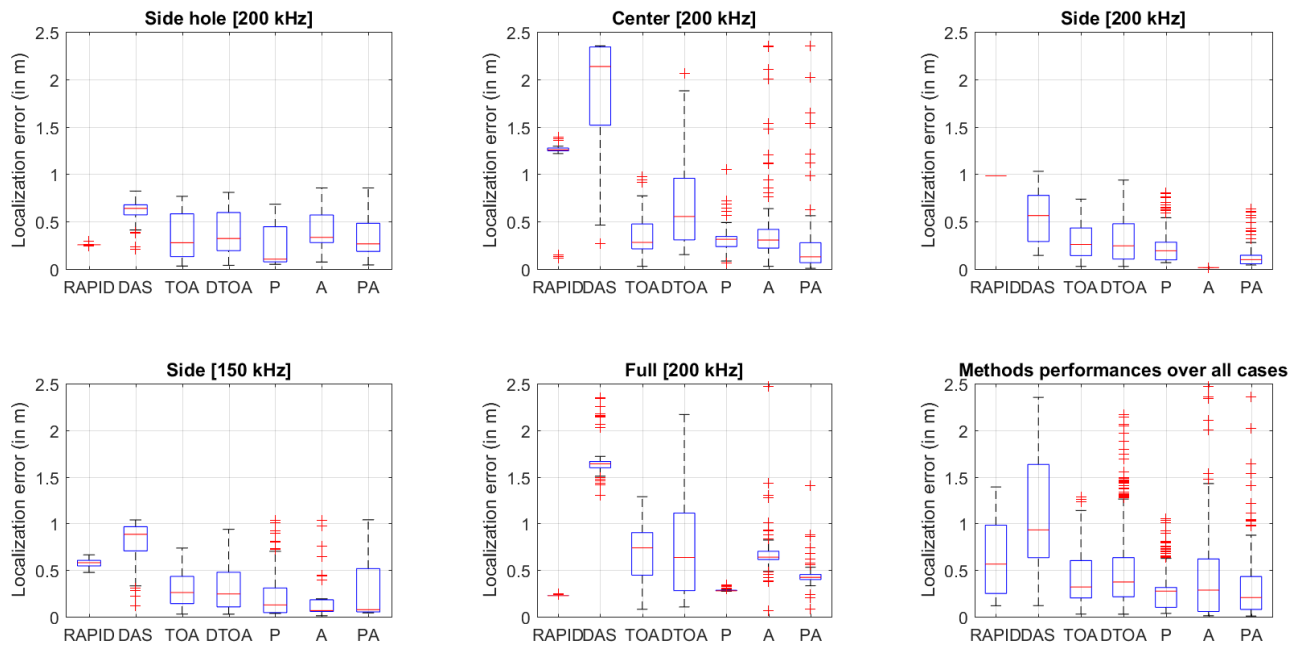 Side hole [200 kHz]
Localization error (in m)
2.5
2
1.5
1
0.5
0
RAPID DAS TOA DTOA P A PA
Center [200 kHz]
Localization error (in m)
2.5
2
1.5
1
0.5
0
RAPID DAS TOA DTOA P A PA
Side [200 kHz]
Localization error (in m)
2.5
2
1.5
1
0.5
0
RAPID DAS TOA DTOA P A PA
Side [150 kHz]
Localization error (in m)
2.5
2
1.5
1
0.5
0
RAPID DAS TOA DTOA P A PA
Full [200 kHz]
Localization error (in m)
2.5
2
1.5
1
0.5
0
RAPID DAS TOA DTOA P A PA
Methods performances over all cases
Localization error (in m)
2.5
2
1.5
1
0.5
0
RAPID DAS TOA DTOA P A PA